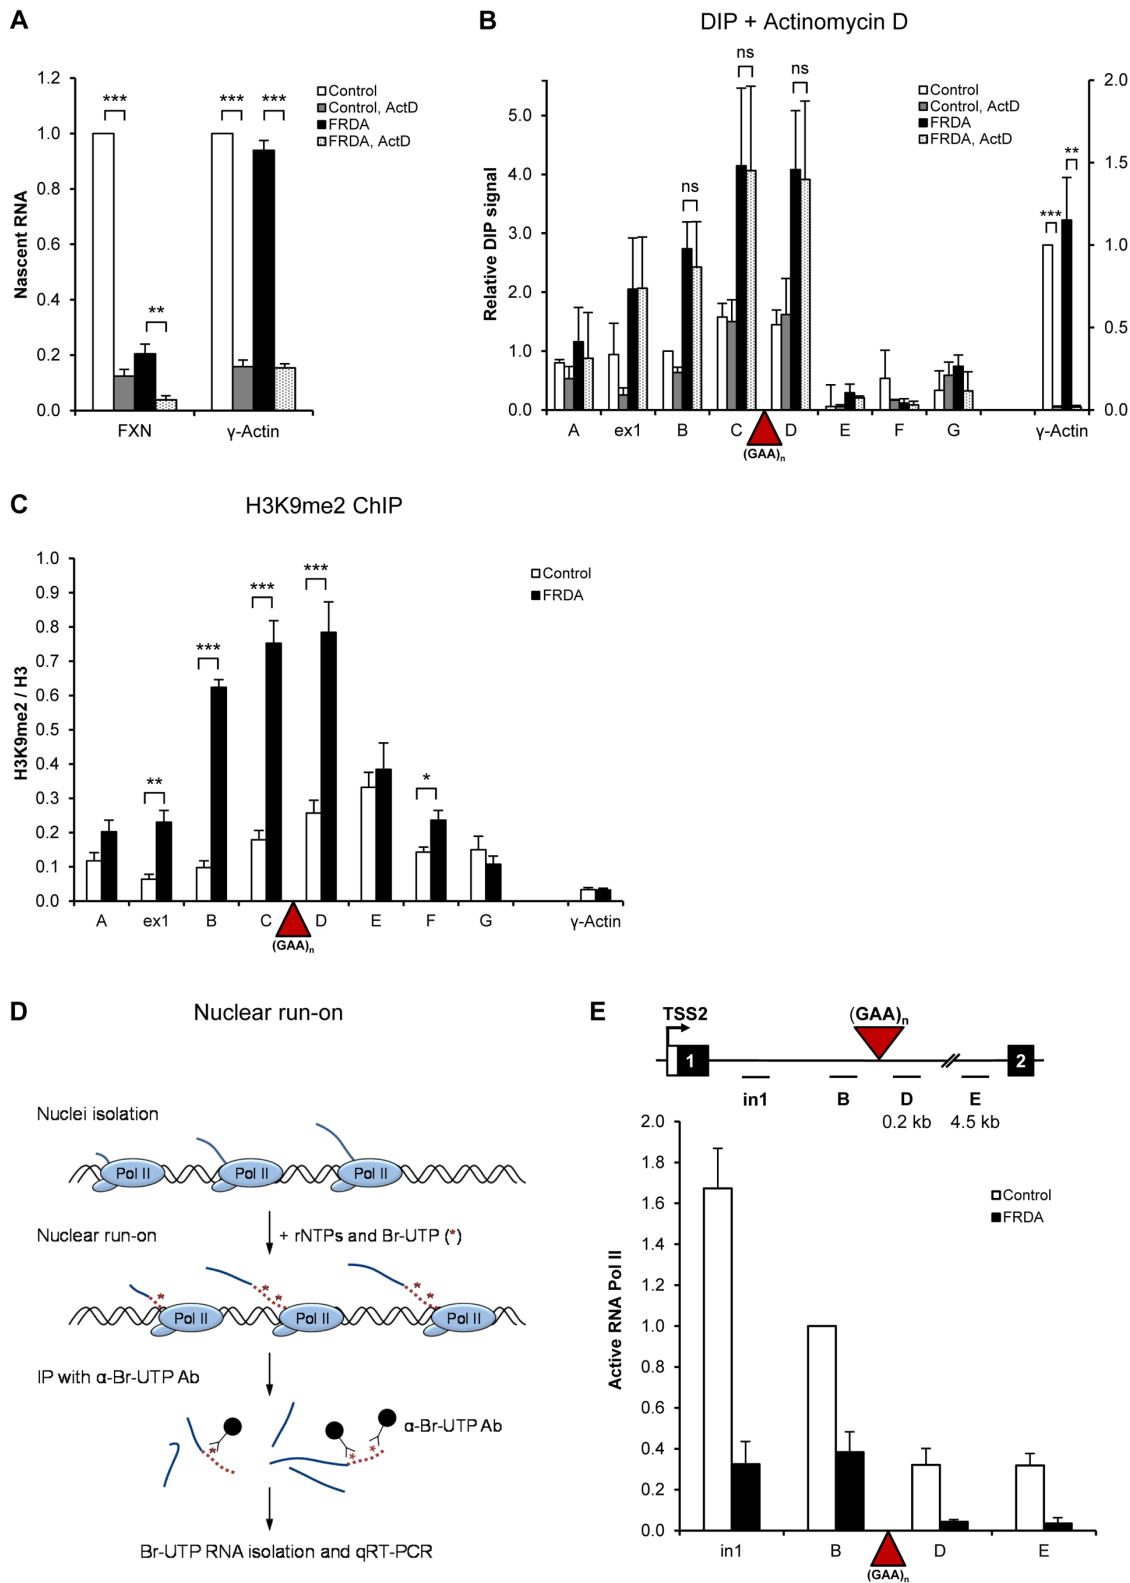 A
1.2
1.0
0.8
0.6
0.4
0.2
0.0
Nascent RNA
***
**
***
***
Control
Control, ActD
FRDA
FRDA, ActD
FXN
γ-Actin
B
DIP + Actinomycin D
5.0
4.0
3.0
2.0
1.0
0.0
Relative DIP signal
ns
ns
ns
Control
Control, ActD
FRDA
FRDA, ActD
***
**
2.0
1.5
1.0
0.5
0.0
A
ex1
B
C
D
E
F
G
γ-Actin
(GAA)n
C
H3K9me2 ChIP
1.0
0.9
0.8
0.7
0.6
0.5
0.4
0.3
0.2
0.1
0.0
H3K9me2 / H3
**
***
***
***
*
Control
FRDA
A
ex1
B
C
D
E
F
G
γ-Actin
(GAA)n
D
Nuclear run-on
Nuclei isolation
Pol II
Pol II
Pol II
Nuclear run-on
+ rNTPs and Br-UTP (*)
*
* *
* *
Pol II
Pol II
Pol II
IP with α-Br-UTP Ab
α-Br-UTP Ab
*
* *
Br-UTP RNA isolation and qRT-PCR
E
TSS2
(GAA)n
1
2
in1
B
D
E
0.2 kb
4.5 kb
2.0
1.8
1.6
1.4
1.2
1.0
0.8
0.6
0.4
0.2
0.0
Active RNA Pol II
Control
FRDA
in1
B
D
E
(GAA)n